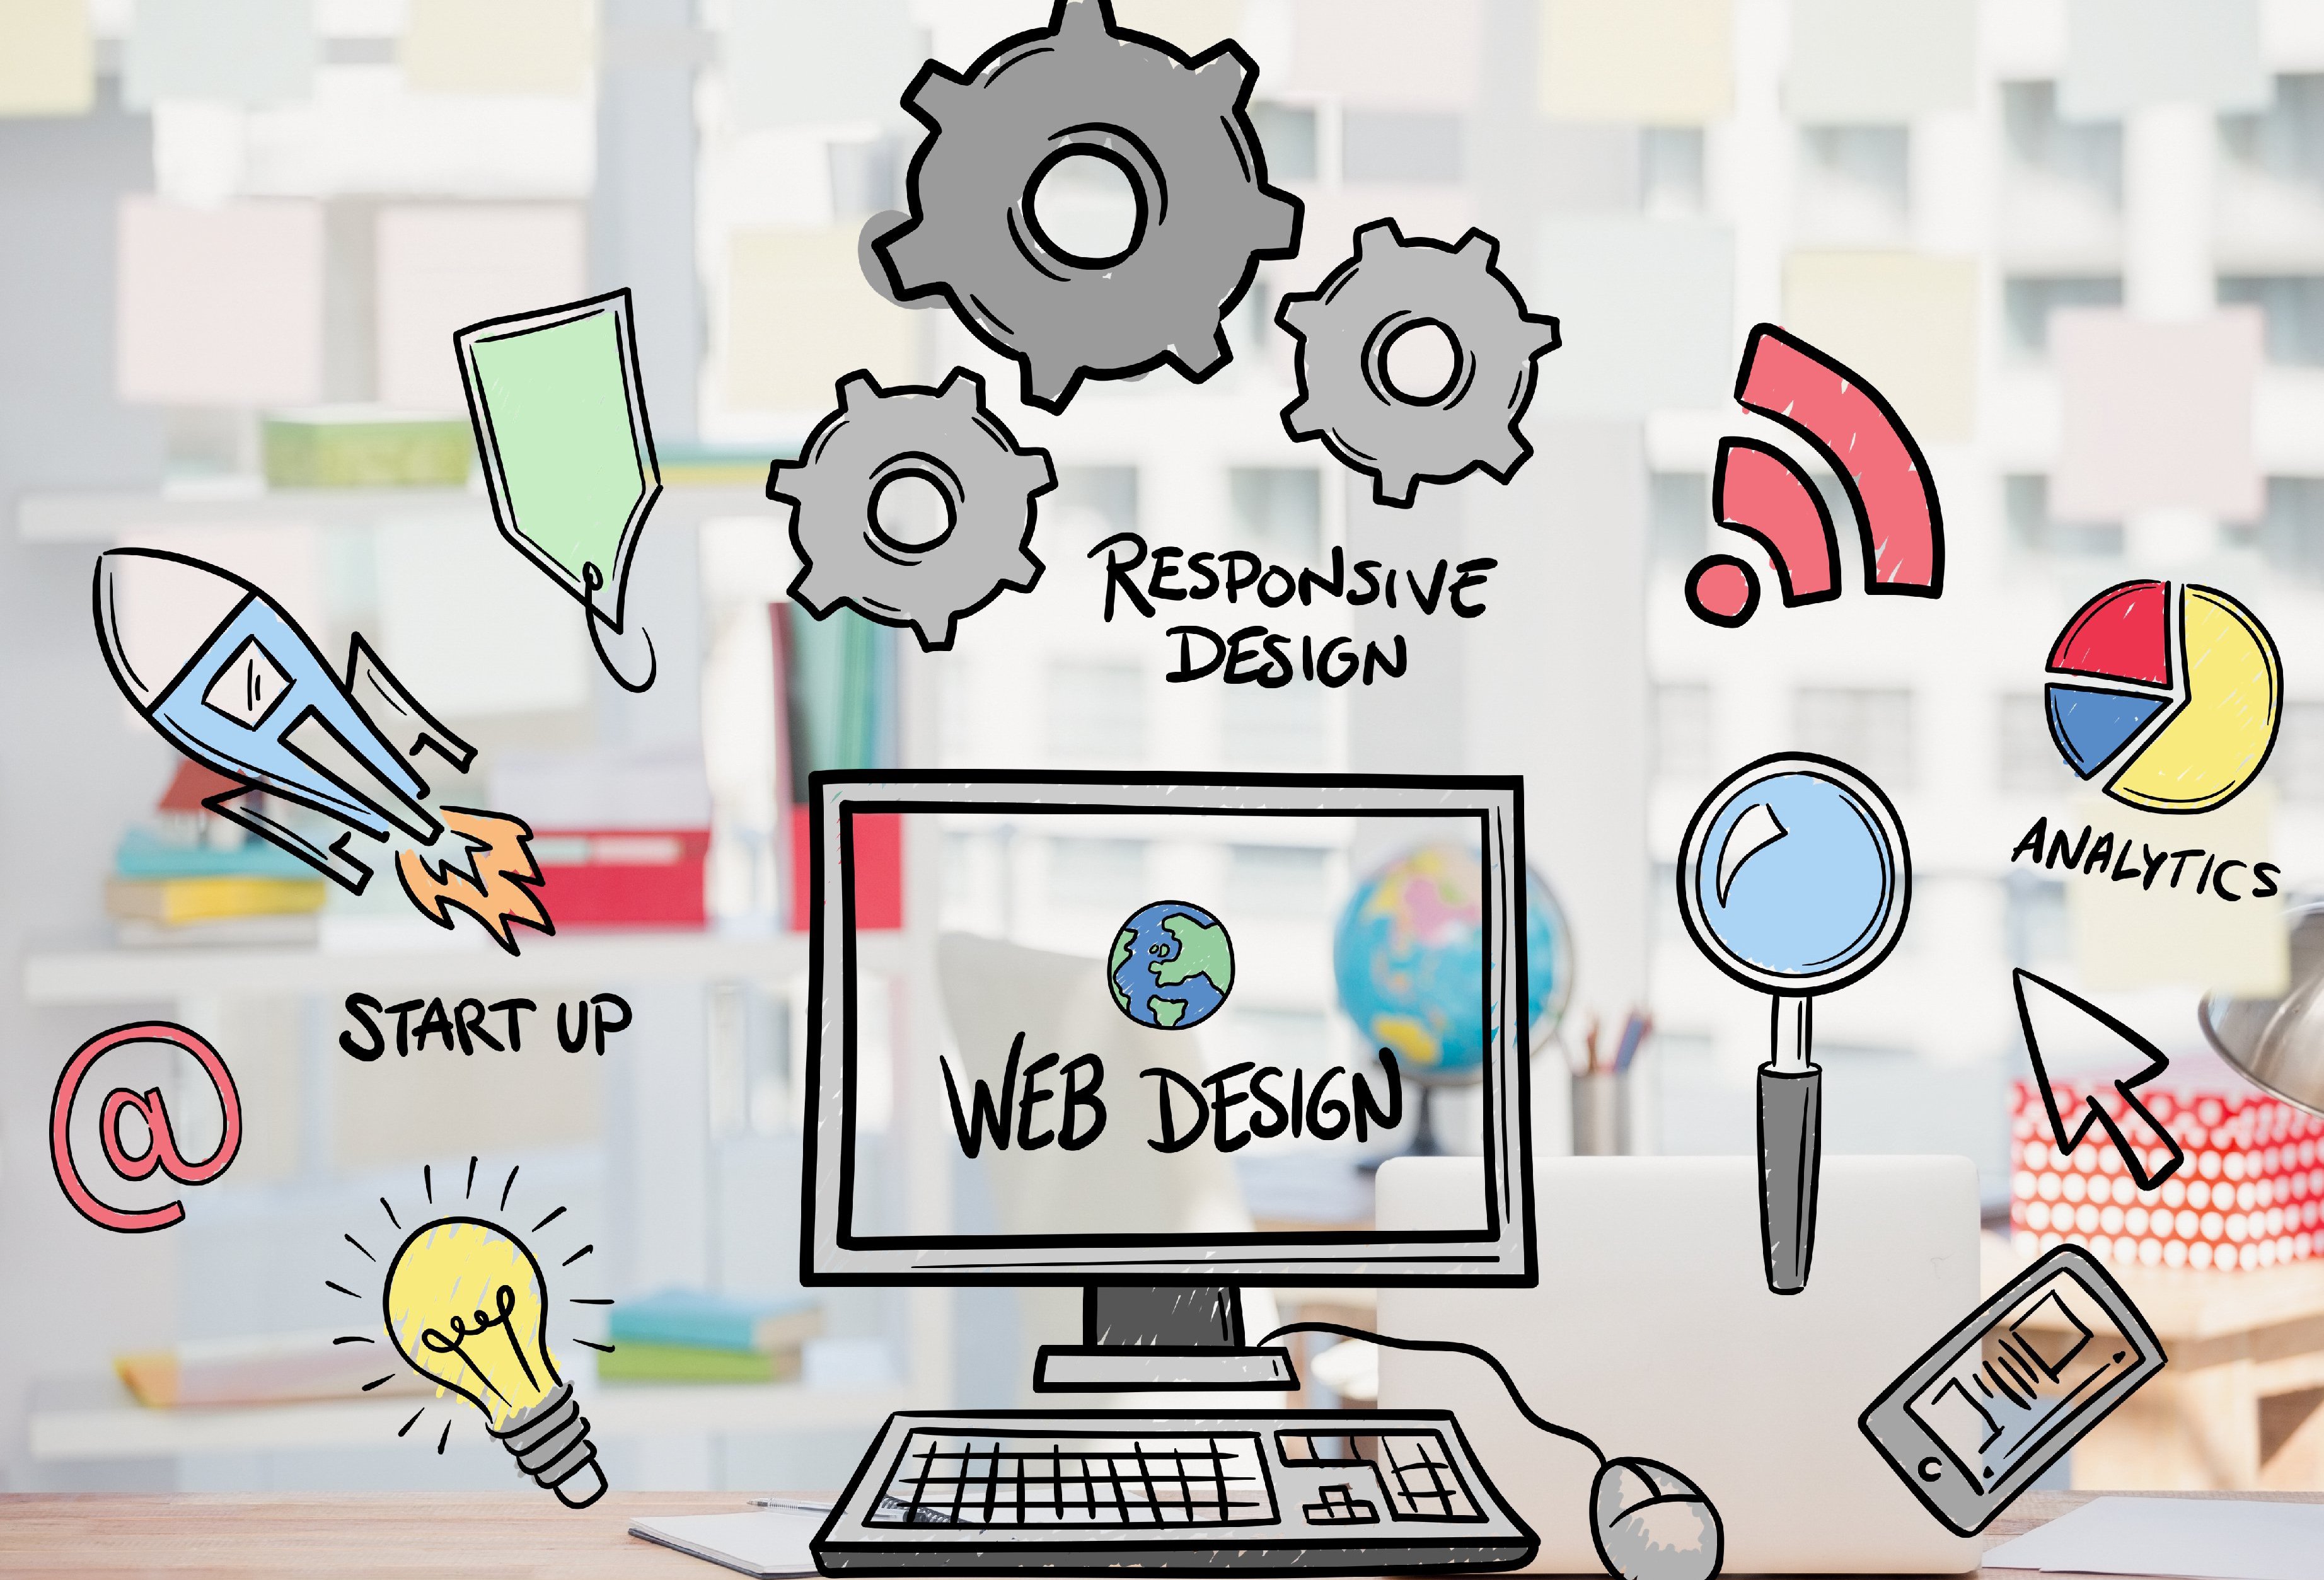 RESPONSIVE
DESIGN
ANALYTICS
START UP
@
WEB DESIGN